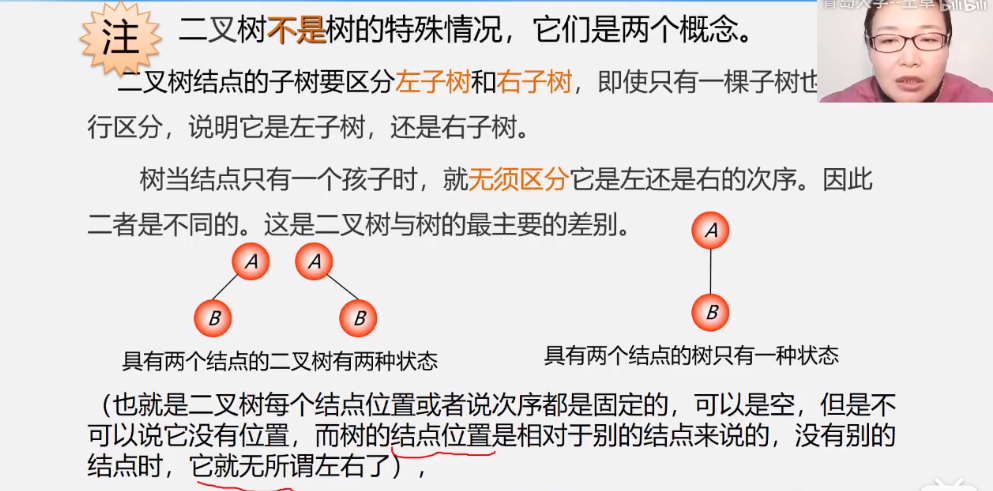 青岛大学--王卓 bilibili
注 二叉树不是树的特殊情况，它们是两个概念。
二叉树结点的子树要区分左子树和右子树，即使只有一棵子树也
行区分，说明它是左子树，还是右子树。
树当结点只有一个孩子时，就无须区分它是左还是右的次序。因此
二者是不同的。这是二叉树与树的最主要的差别。
A A A
B B B
具有两个结点的二叉树有两种状态
具有两个结点的树只有一种状态
（也就是二叉树每个结点位置或者说次序都是固定的，可以是空，但是不
可以说它没有位置，而树的结点位置是相对于别的结点来说的，没有别的
结点时，它就无所谓左右了），